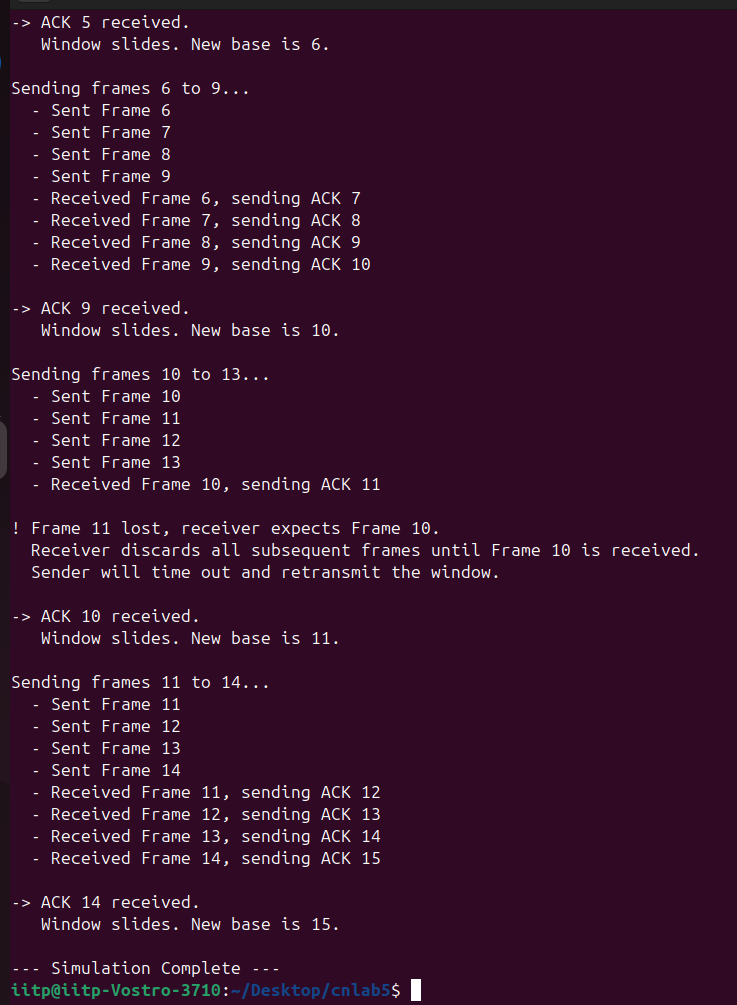 -> ACK 5 received.
Window slides. New base is 6.
Sending frames 6 to 9...
- Sent Frame 6
- Sent Frame 7
- Sent Frame 8
- Sent Frame 9
- Received Frame 6, sending ACK 7
- Received Frame 7, sending ACK 8
- Received Frame 8, sending ACK 9
- Received Frame 9, sending ACK 10
-> ACK 9 received.
Window slides. New base is 10.
Sending frames 10 to 13...
- Sent Frame 10
- Sent Frame 11
- Sent Frame 12
- Sent Frame 13
- Received Frame 10, sending ACK 11
! Frame 11 lost, receiver expects Frame 10.
Receiver discards all subsequent frames until Frame 10 is received.
Sender will time out and retransmit the window.
-> ACK 10 received.
Window slides. New base is 11.
Sending frames 11 to 14...
- Sent Frame 11
- Sent Frame 12
- Sent Frame 13
- Sent Frame 14
- Received Frame 11, sending ACK 12
- Received Frame 12, sending ACK 13
- Received Frame 13, sending ACK 14
- Received Frame 14, sending ACK 15
-> ACK 14 received.
Window slides. New base is 15.
--- Simulation Complete ---
iitp@iitp-Vostro-3710:~/Desktop/cnlab5$